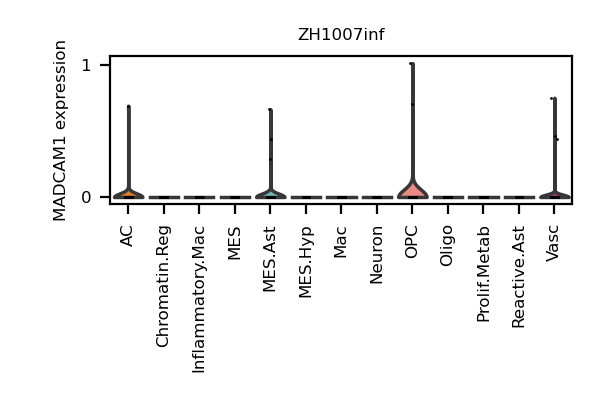 ZH1007inf
MADCAM1 expression
1
0
AC
Chromatin.Reg
Inflammatory.Mac
MES
MES.Ast
MES.Hyp
Mac
Neuron
OPC
Oligo
Prolif.Metab
Reactive.Ast
Vasc